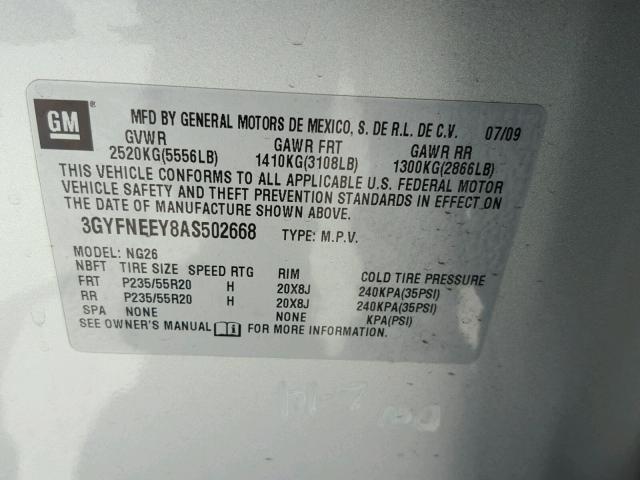 GM ®
MFD BY GENERAL MOTORS DE MEXICO, S. DE R.L. DE C.V. 07/09
GVWR GAWR FRT GAWR RR
2520KG(5556LB) 1410KG(3108LB) 1300KG(2866LB)
THIS VEHICLE CONFORMS TO ALL APPLICABLE U.S. FEDERAL MOTOR
VEHICLE SAFETY AND THEFT PREVENTION STANDARDS IN EFFECT ON
THE DATE OF MANUFACTURE SHOWN ABOVE.
3GYFNEEY8AS502668 TYPE: M.P.V.
MODEL: NG26
NBFT TIRE SIZE SPEED RTG RIM COLD TIRE PRESSURE
FRT P235/55R20 H 20X8J 240KPA(35PSI)
RR P235/55R20 H 20X8J 240KPA(35PSI)
SPA NONE NONE KPA(PSI)
SEE OWNER'S MANUAL FOR MORE INFORMATION.